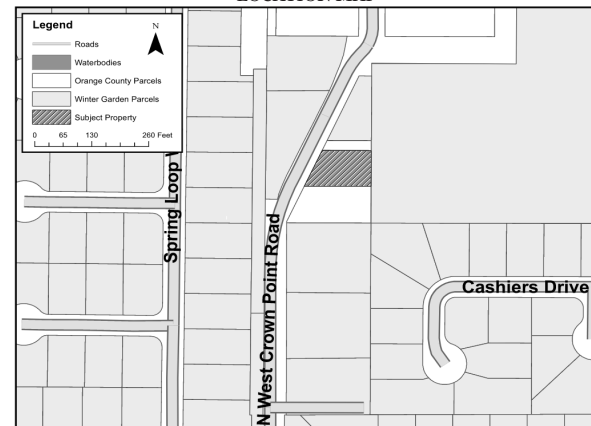 LOCATION MAP
Legend
N
Roads
Waterbodies
Orange County Parcels
Winter Garden Parcels
Subject Property
0 65 130 260 Feet
Spring Loop
N West Crown Point Road
Cashiers Drive